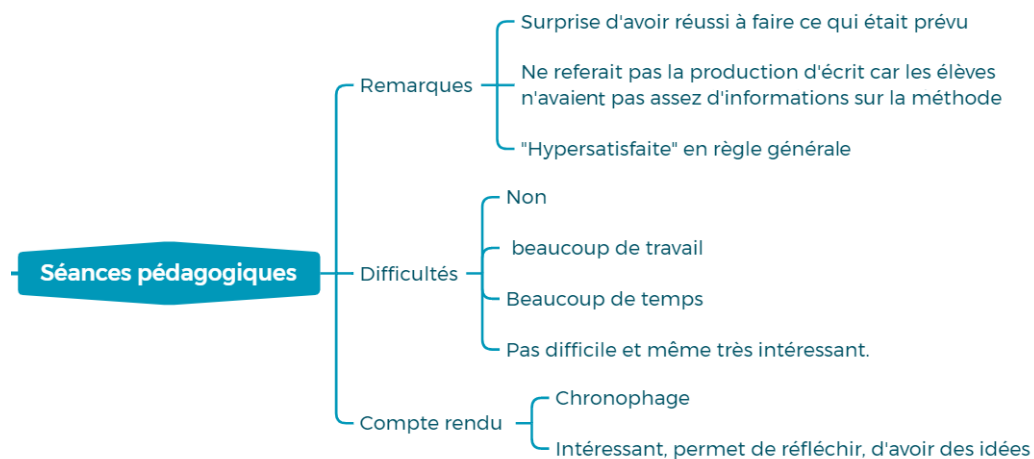 Séances pédagogiques
Remarques
Surprise d'avoir réussi à faire ce qui était prévu
Ne referait pas la production d'écrit car les élèves
n'avaient pas assez d'informations sur la méthode
"Hypersatisfaite" en règle générale
Difficultés
Non
beaucoup de travail
Beaucoup de temps
Pas difficile et même très intéressant.
Compte rendu
Chronophage
Intéressant, permet de réfléchir, d'avoir des idées